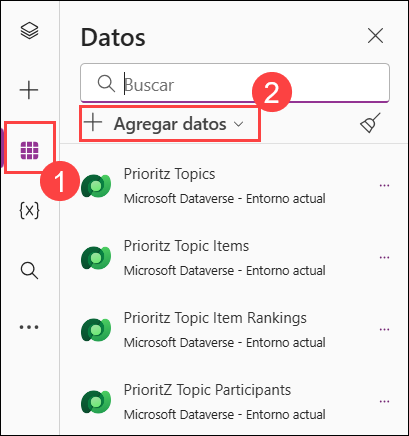 Datos
Buscar
2
Agregar datos
1
Prioritz Topics
Microsoft Dataverse - Entorno actual
{x}
Prioritz Topic Items
Microsoft Dataverse - Entorno actual
Prioritz Topic Item Rankings
Microsoft Dataverse - Entorno actual
PrioritZ Topic Participants
Microsoft Dataverse - Entorno actual